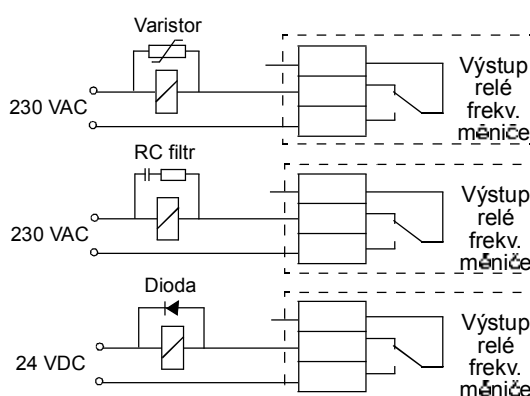 Varistor
230 VAC
Výstup
relé
frekv.
měniče
RC filtr
230 VAC
Výstup
relé
frekv.
měniče
Dioda
24 VDC
Výstup
relé
frekv.
měniče